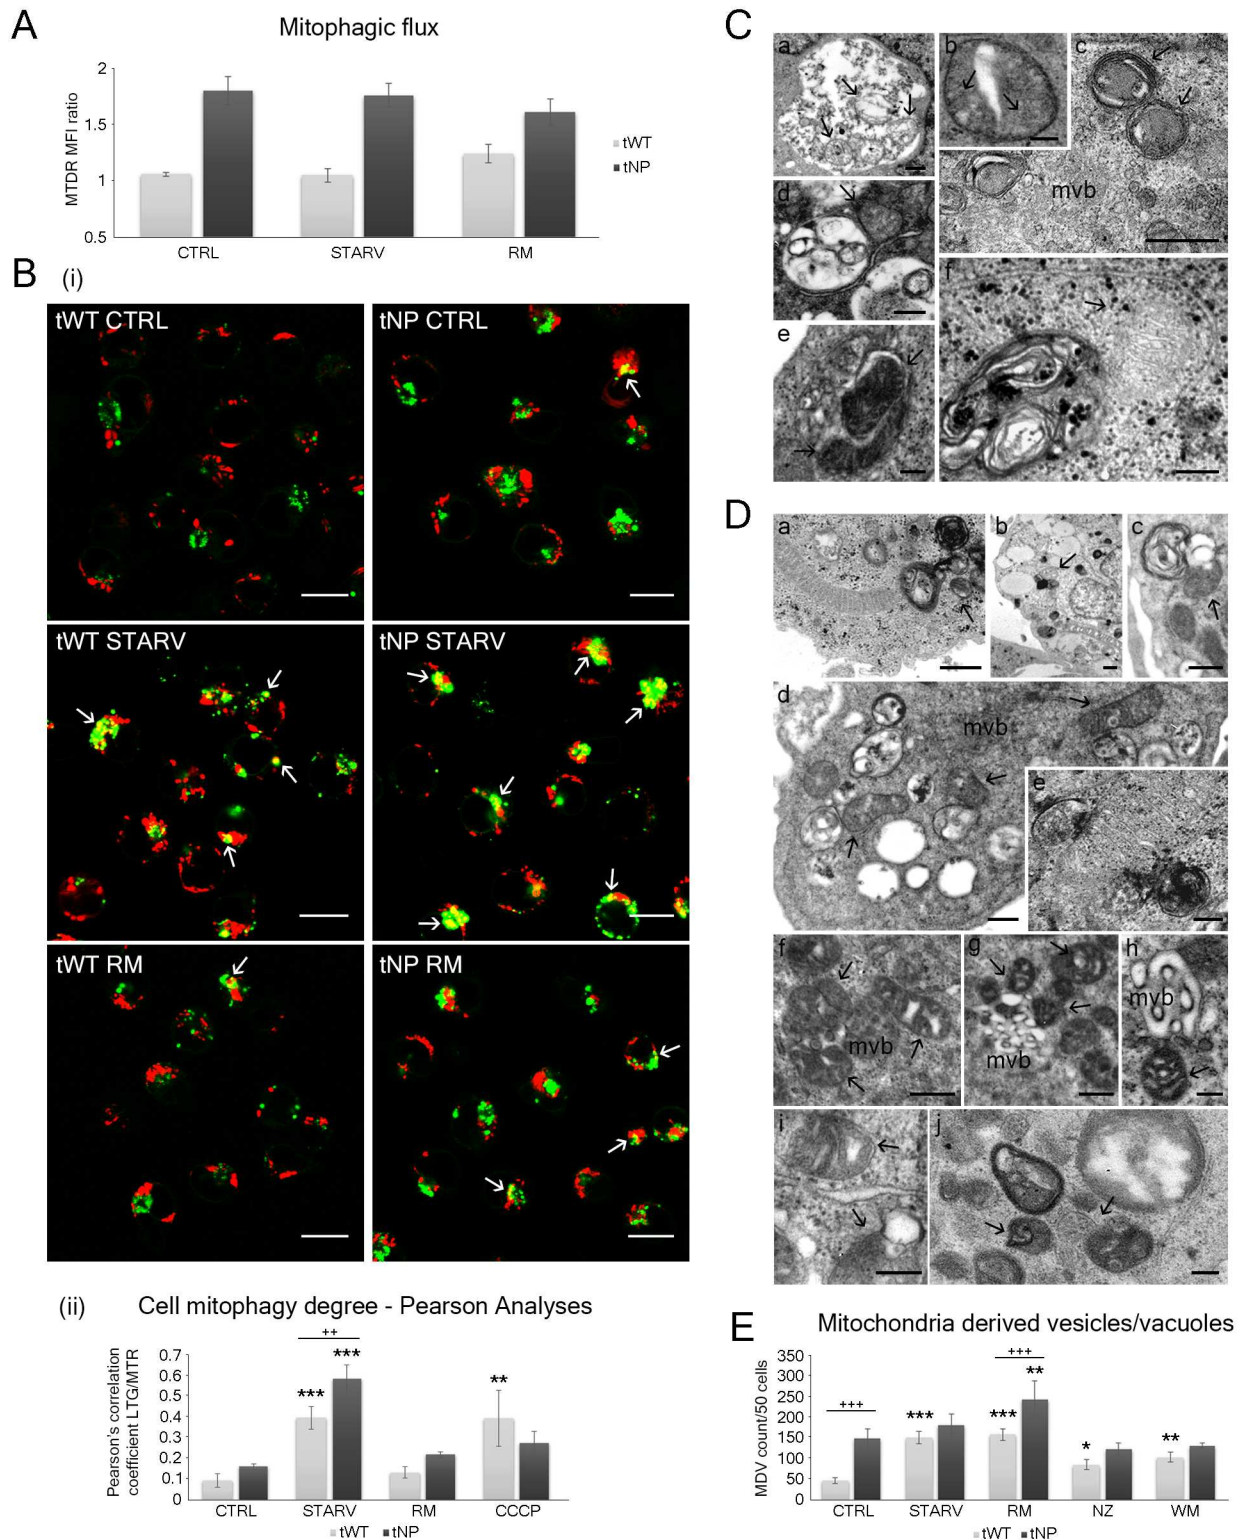 A
Mitophagic flux
MTDR MFI ratio
2
1.5
1
0.5
CTRL
STARV
RM
tWT
tNP
B
(i)
tWT CTRL
tNP CTRL
tWT STARV
tNP STARV
tWT RM
tNP RM
(ii)
Cell mitophagy degree - Pearson Analyses
Pearson's correlation
coefficient LTG/MTR
0.7
0.6
0.5
0.4
0.3
0.2
0.1
0
***
++
***
**
CTRL
STARV
RM
CCCP
tWT
tNP
C
a
b
c
mvb
d
e
f
D
a
b
c
d
mvb
e
f
mvb
g
mvb
h
mvb
i
j
E
Mitochondria derived vesicles/vacuoles
MDV count/50 cells
350
300
250
200
150
100
50
0
+++
***
+++
***
**
*
**
CTRL
STARV
RM
NZ
WM
tWT
tNP